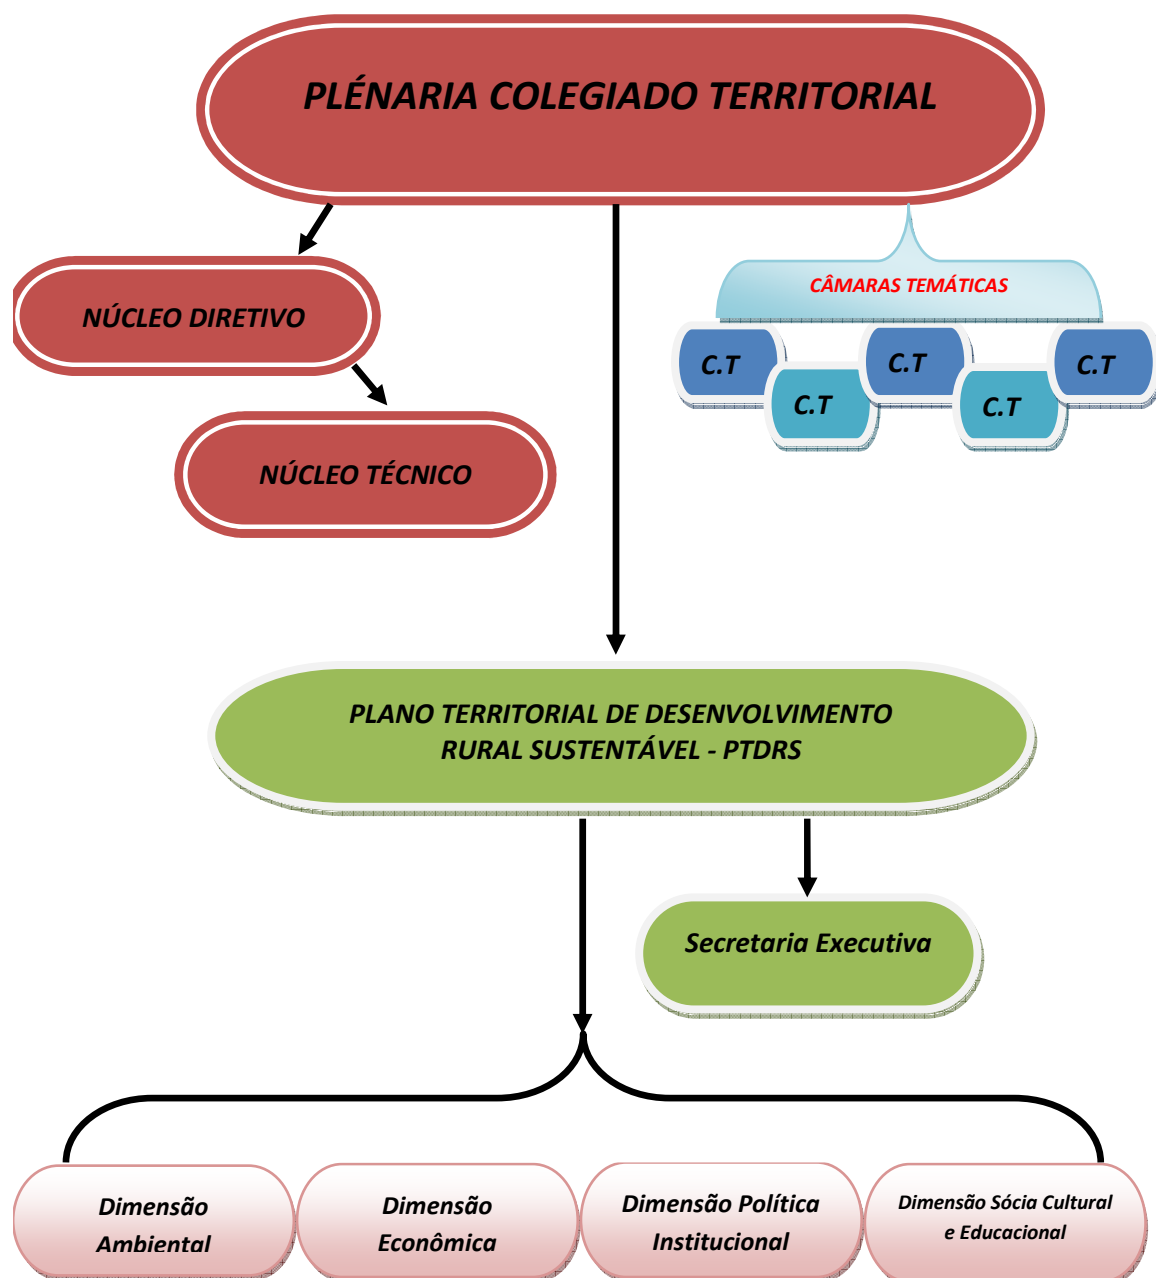 PLÉNARIA COLEGIADO TERRITORIAL
CÂMARAS TEMÁTICAS
NÚCLEO DIRETIVO
C.T
C.T
C.T
C.T
C.T
NÚCLEO TÉCNICO
PLANO TERRITORIAL DE DESENVOLVIMENTO
RURAL SUSTENTÁVEL - PTDRS
Secretaria Executiva
Dimensão
Ambiental
Dimensão
Econômica
Dimensão Política
Institucional
Dimensão Sócia Cultural
e Educacional